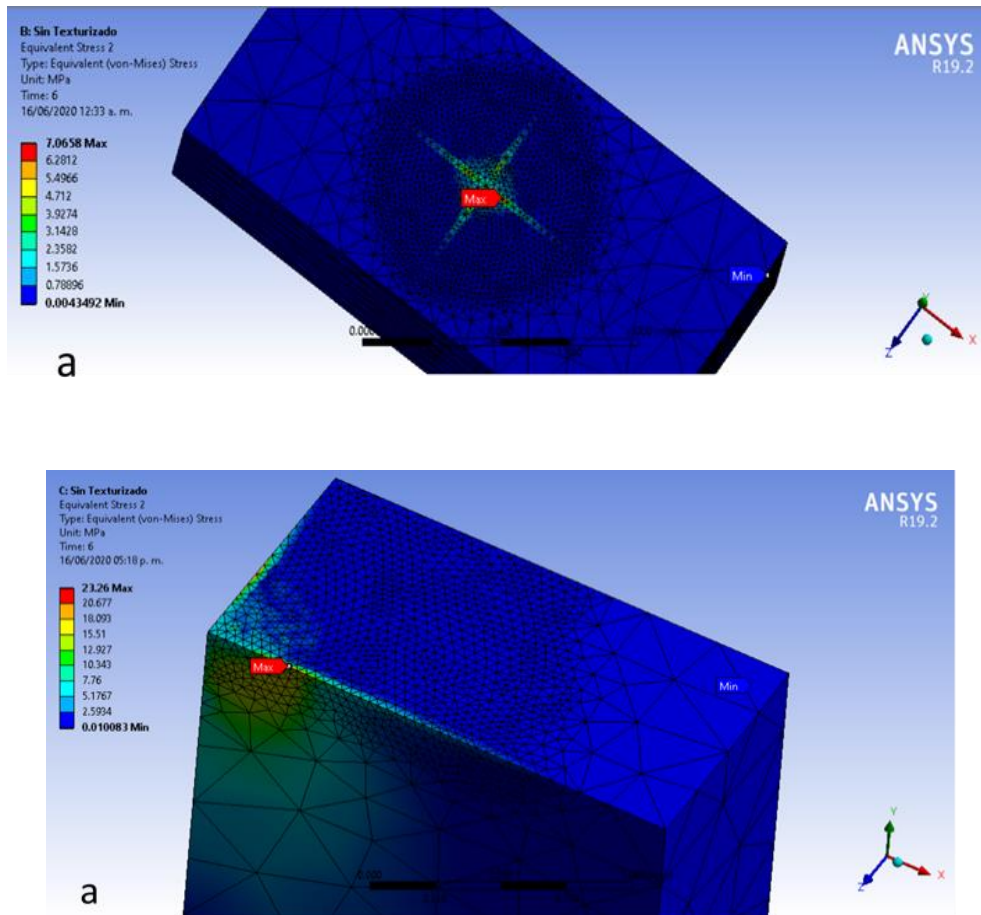 B: Sin Texturizado
Equivalent Stress 2
Type: Equivalent (von-Mises) Stress
Unit: MPa
Time: 6
16/06/2020 12:33 a. m.
7.0658 Max
6.2812
5.4966
4.712
3.9274
3.1428
2.3582
1.5736
0.78896
0.0043492 Min
ANSYS
R19.2
Max
Min
0.000
Y
Z
X
a
C: Sin Texturizado
Equivalent Stress 2
Type: Equivalent (von-Mises) Stress
Unit: MPa
Time: 6
16/06/2020 05:18 p. m.
23.26 Max
20.677
18.093
15.51
12.927
10.343
7.76
5.1767
2.5934
0.010083 Min
ANSYS
R19.2
Max
Min
0.000
Y
Z
X
a